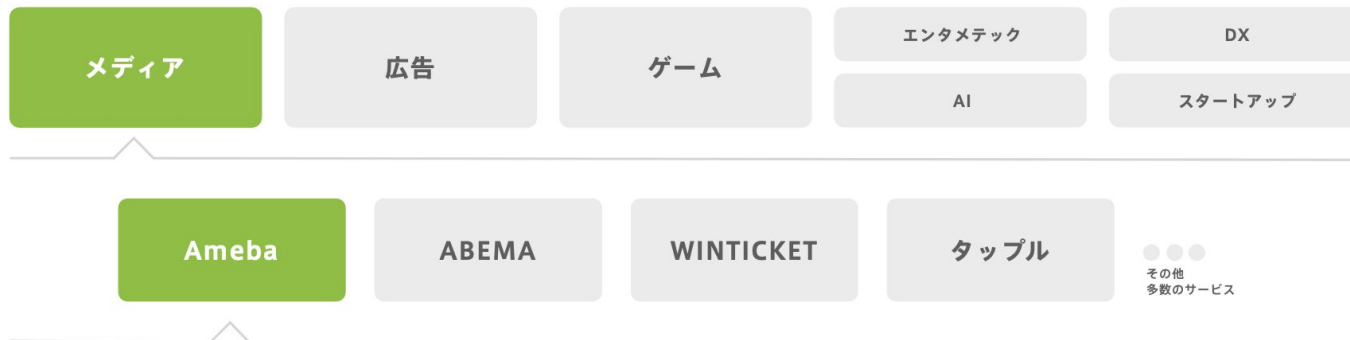 メディア
広告
ゲーム
エンタメテック
DX
AI
スタートアップ
Ameba
ABEMA
WINTICKET
タップル
その他
多数のサービス